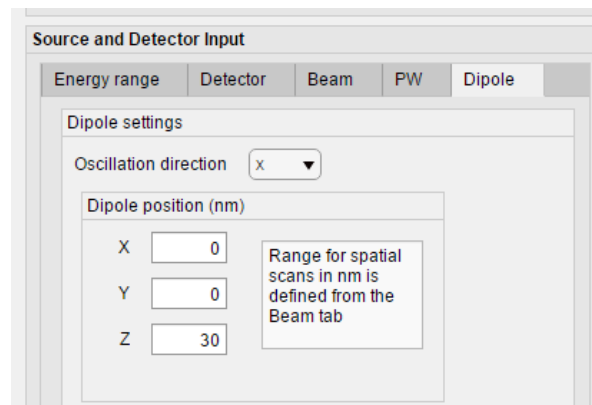 Source and Detector Input
Energy range Detector Beam PW Dipole
Dipole settings
Oscillation direction x
Dipole position (nm)
X 0
Y 0
Z 30
Range for spatial
scans in nm is
defined from the
Beam tab